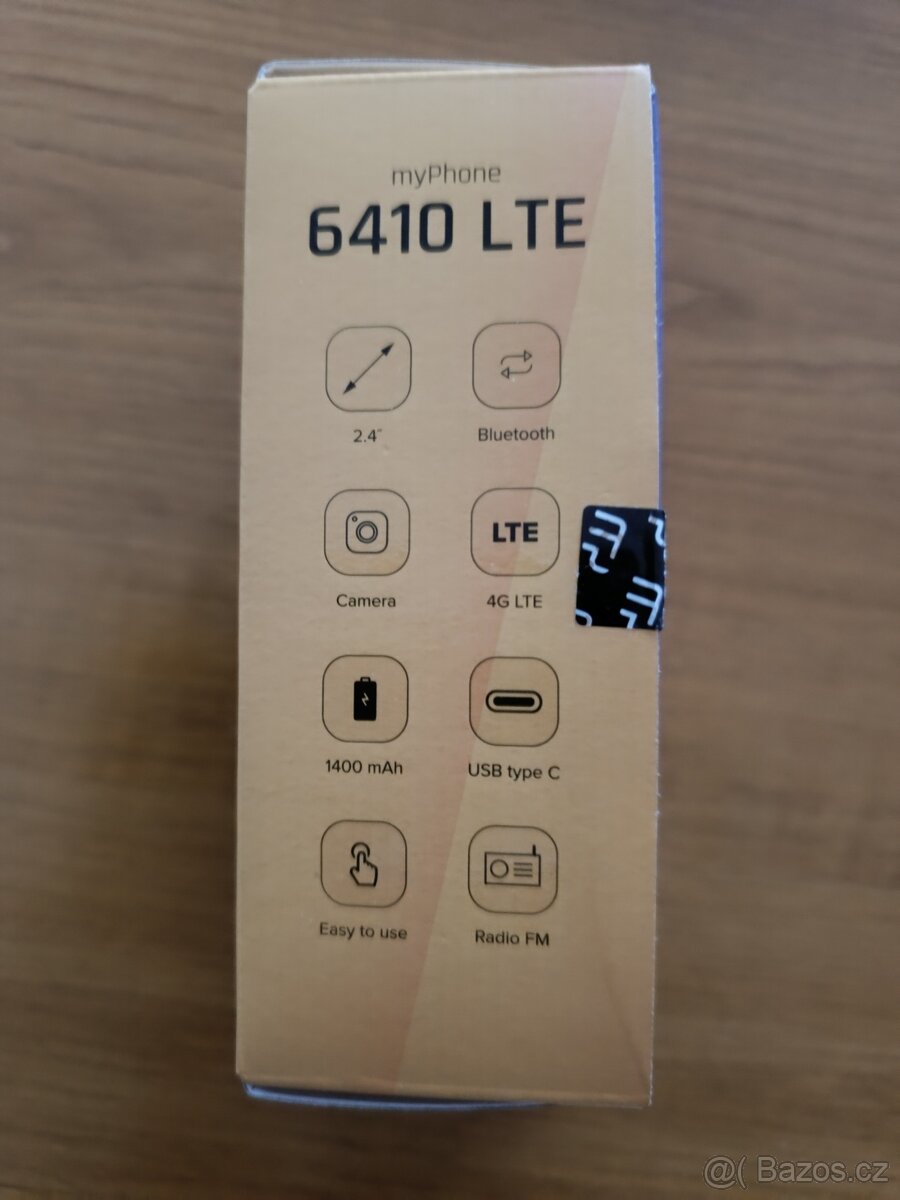 myPhone
6410 LTE
2.4"
Bluetooth
Camera
LTE
4G LTE
1400 mAh
USB type C
Easy to use
Radio FM
@( Bazos.cz